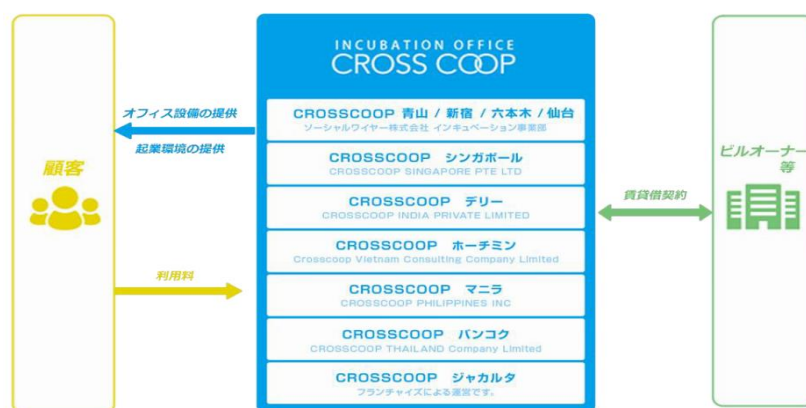 INCUBATION OFFICE
CROSS COOP
オフィス設備の提供
起業環境の提供
顧客
利用料
CROSSCOOP 青山 / 新宿 / 六本木 / 仙台
ソーシャルワイヤー株式会社 インキュベーション事業部
CROSSCOOP シンガポール
CROSSCOOP SINGAPORE PTE LTD
CROSSCOOP デリー
CROSSCOOP INDIA PRIVATE LIMITED
CROSSCOOP ホーチミン
Crosscoop Vietnam Consulting Company Limited
CROSSCOOP マニラ
CROSSCOOP PHILIPPINES INC
CROSSCOOP バンコク
CROSSCOOP THAILAND Company Limited
CROSSCOOP ジャカルタ
フランチャイズによる運営です。
賃貸借契約
ビルオーナー
等